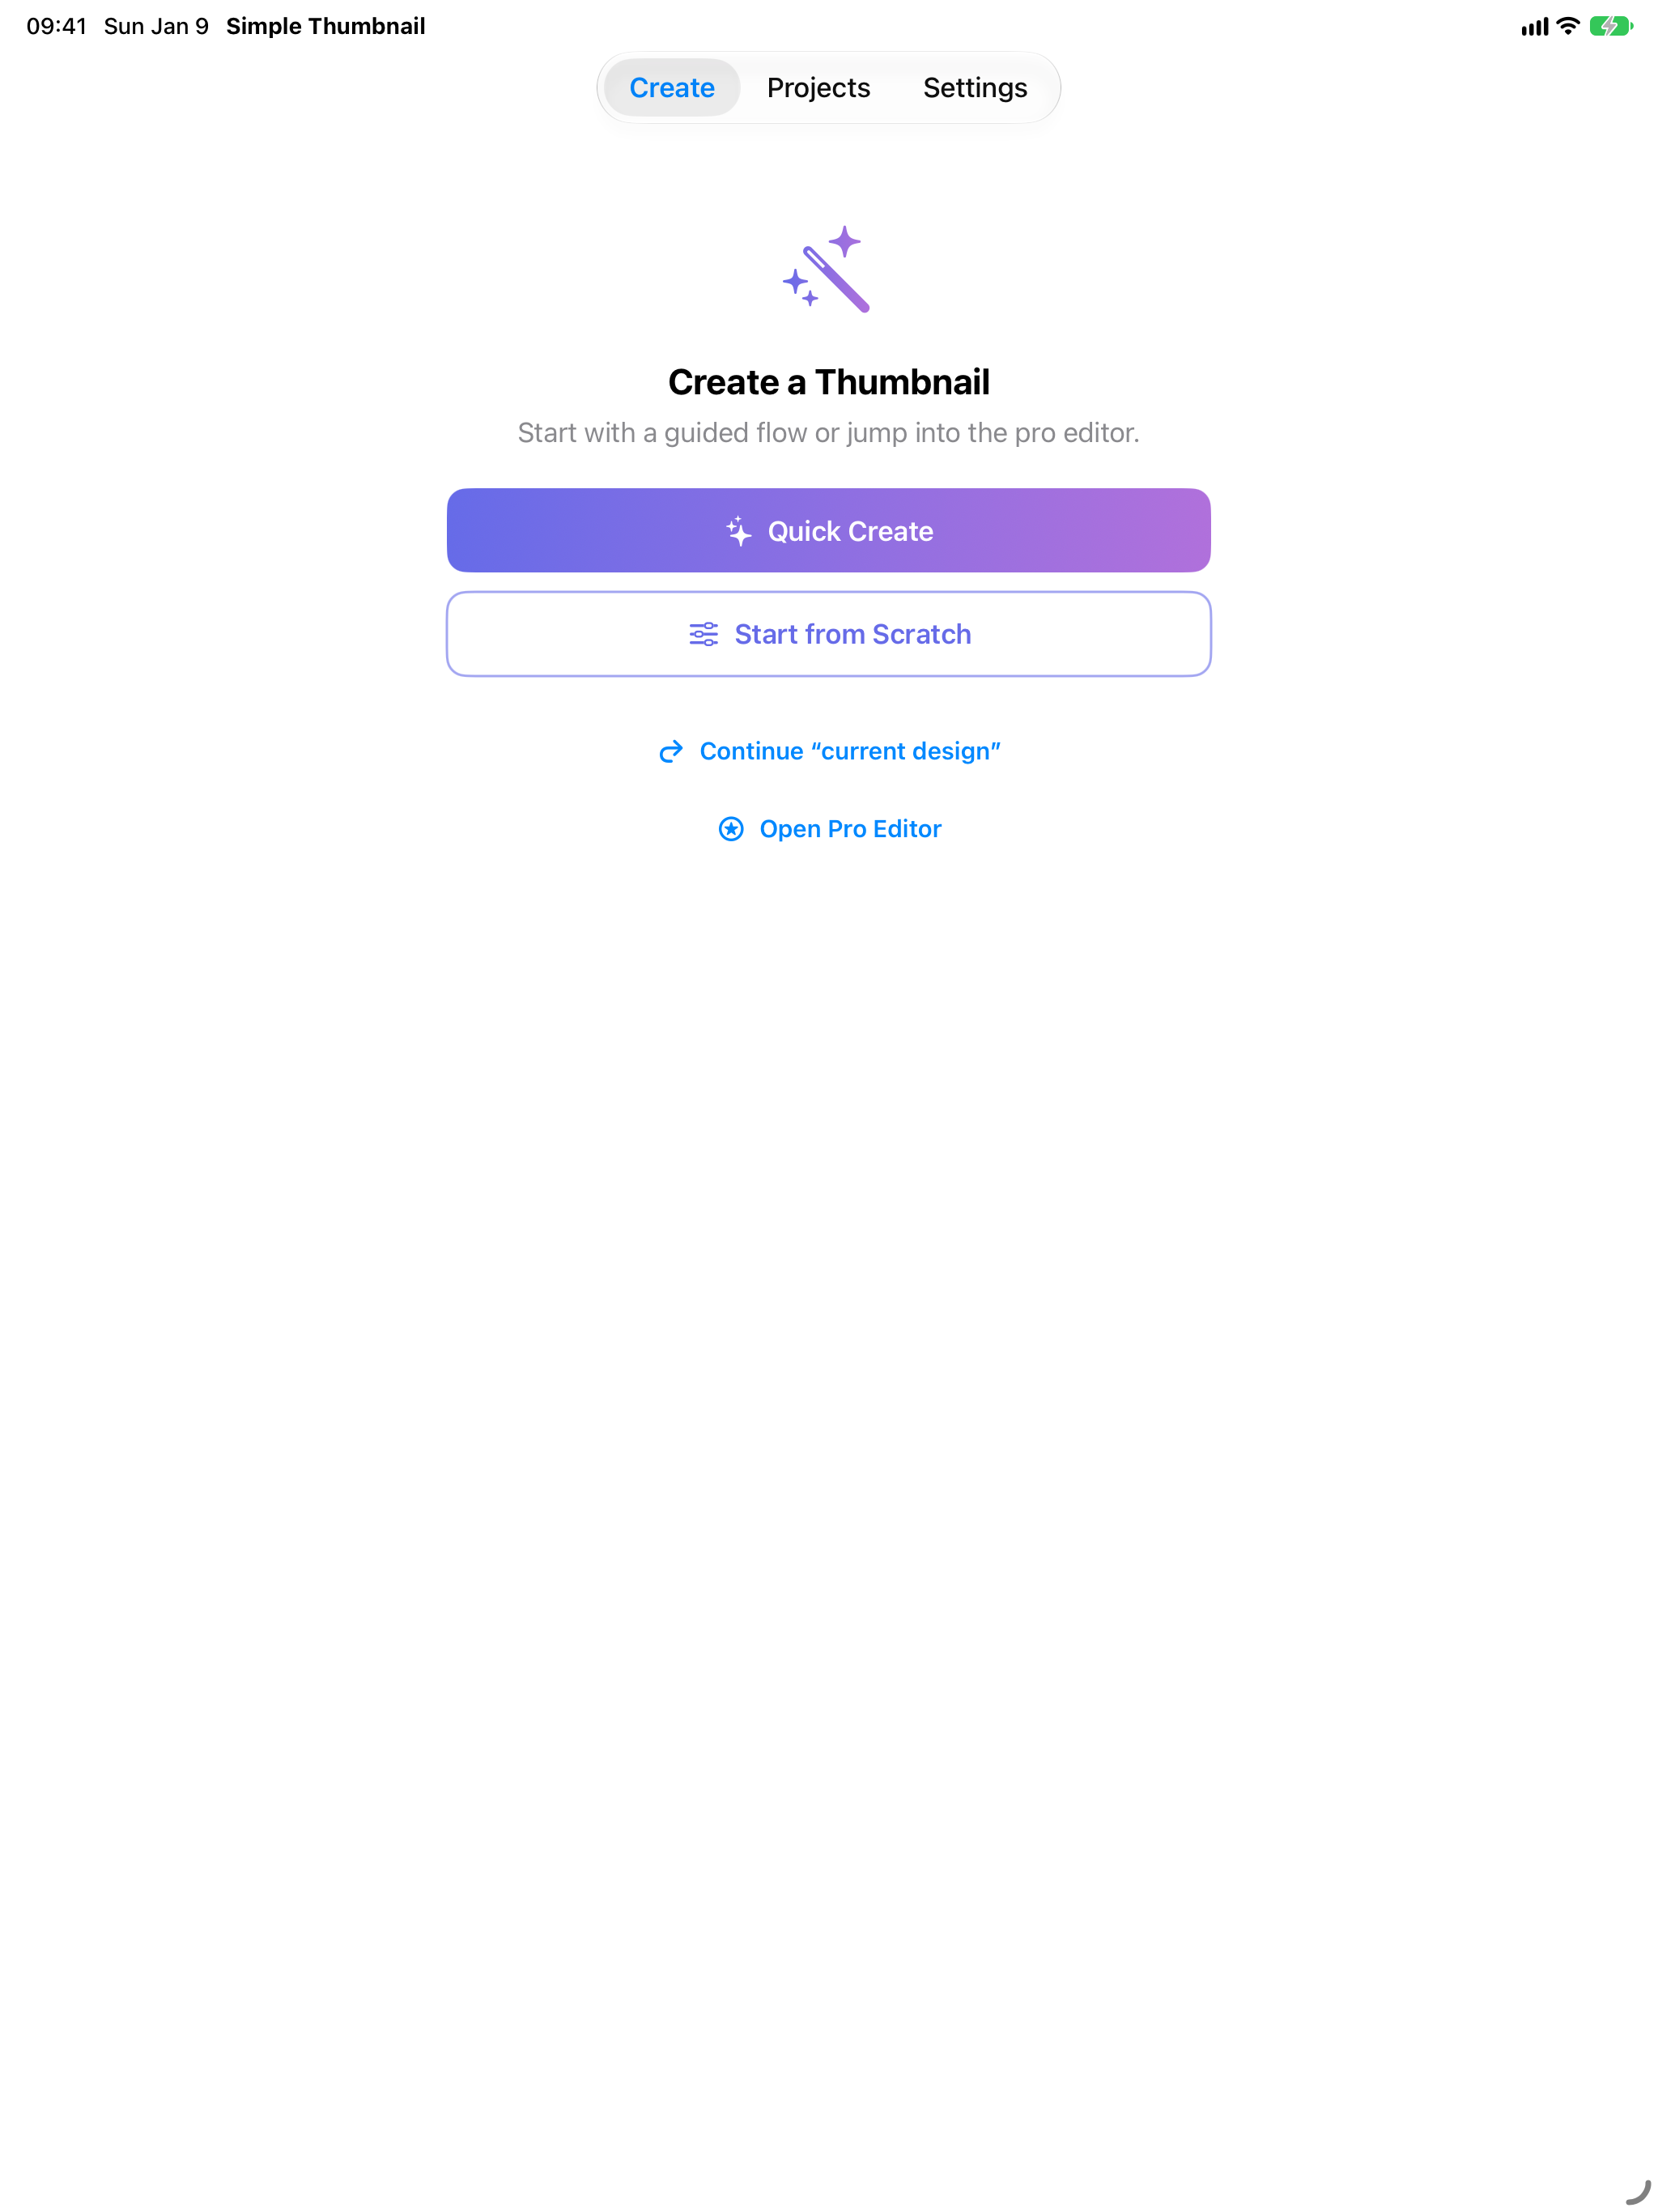 09:41 Sun Jan 9 Simple Thumbnail
Create Projects Settings
Create a Thumbnail
Start with a guided flow or jump into the pro editor.
Quick Create
Start from Scratch
Continue “current design”
Open Pro Editor